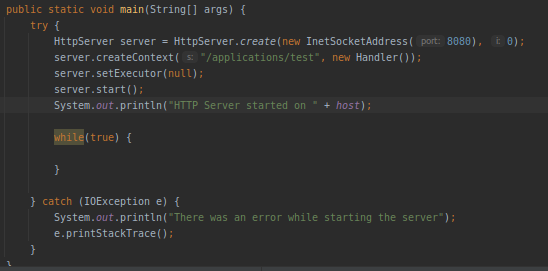 public static void main(String[] args) {
try {
HttpServer server = HttpServer.create(new InetSocketAddress( port: 8080), i: 0);
server.createContext( s: "/applications/test", new Handler());
server.setExecutor(null);
server.start();
System.out.println("HTTP Server started on " + host);
while(true) {
}
} catch (IOException e) {
System.out.println("There was an error while starting the server");
e.printStackTrace();
}
}